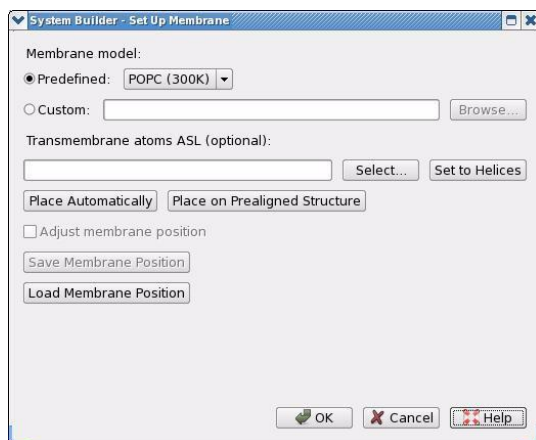 System Builder - Set Up Membrane
Membrane model:
Predefined: POPC (300K)
Custom: Browse...
Transmembrane atoms ASL (optional):
Select... Set to Helices
Place Automatically Place on Prealigned Structure
Adjust membrane position
Save Membrane Position
Load Membrane Position
OK Cancel Help